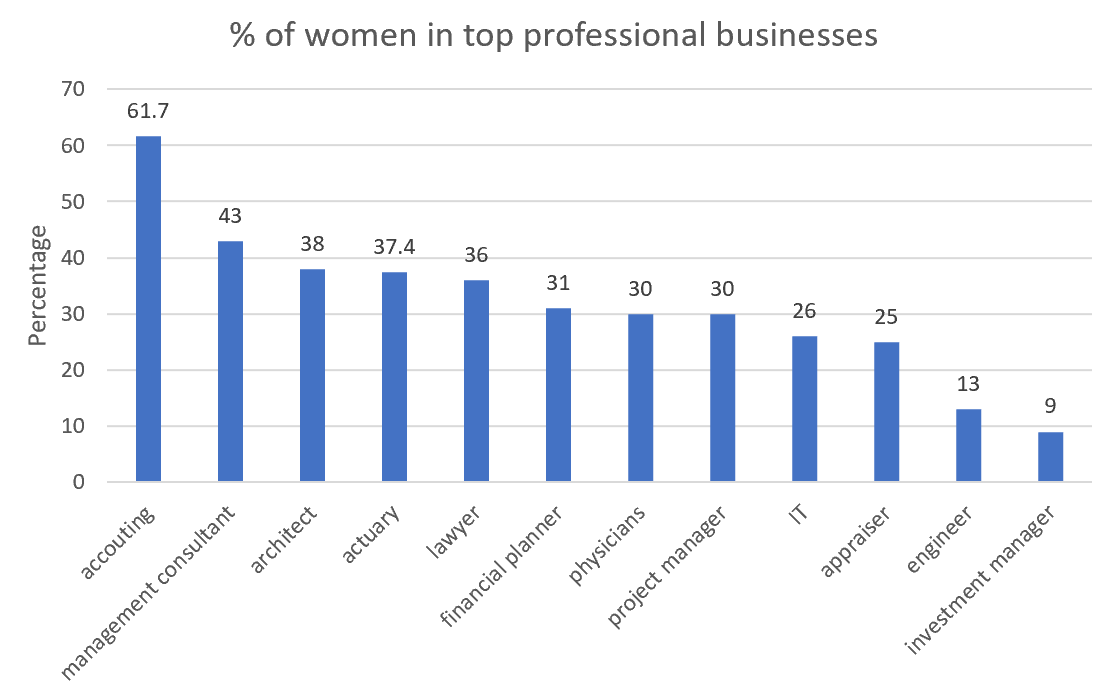 % of women in top professional businesses
Percentage
70
60
50
40
30
20
10
0
61.7
43
38
37.4
36
31
30
30
26
25
13
9
accouting
management consultant
architect
actuary
lawyer
financial planner
physicians
project manager
IT
appraiser
engineer
investment manager